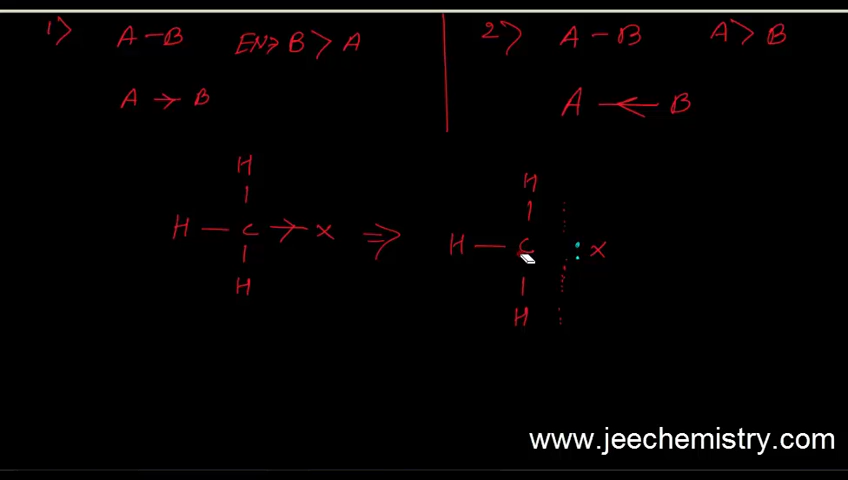 1> A - B EN⇒ B > A
A → B
2> A - B A > B
A ← B
H
H - C → X ⇒
H
H
H - C : X
H
www.jeechemistry.com